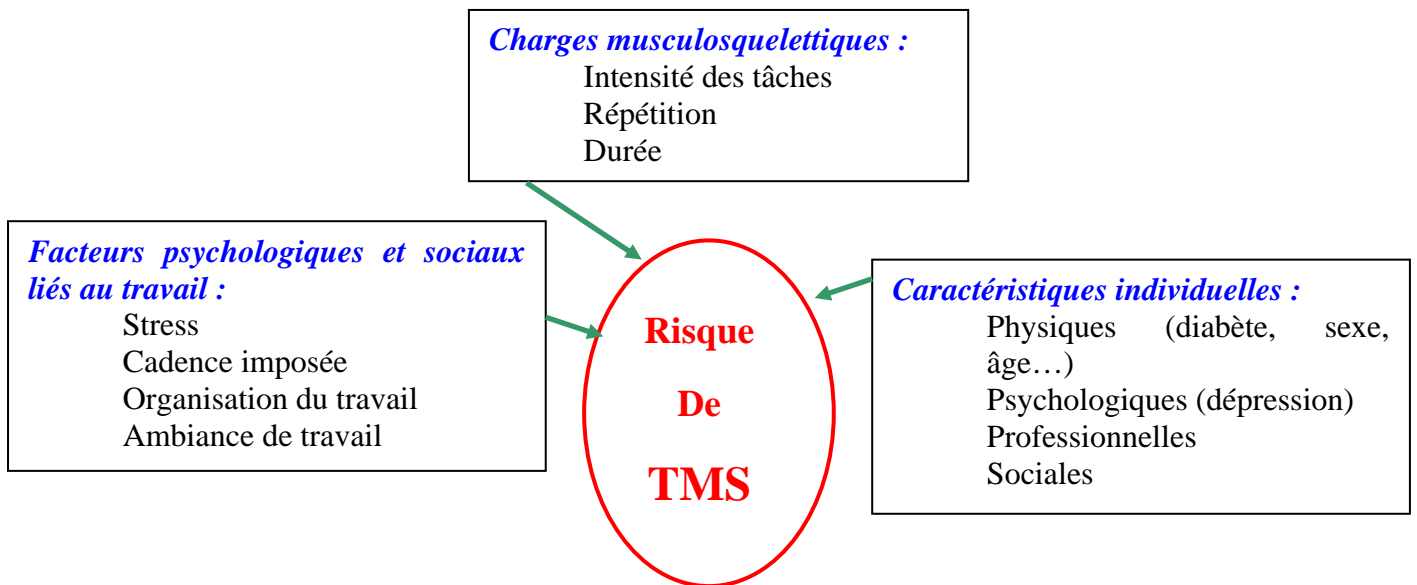 Charges musculosquelettiques :
Intensité des tâches
Répétition
Durée
Facteurs psychologiques et sociaux
liés au travail :
Stress
Cadence imposée
Organisation du travail
Ambiance de travail
Risque
De
TMS
Caractéristiques individuelles :
Physiques (diabète, sexe,
âge…)
Psychologiques (dépression)
Professionnelles
Sociales